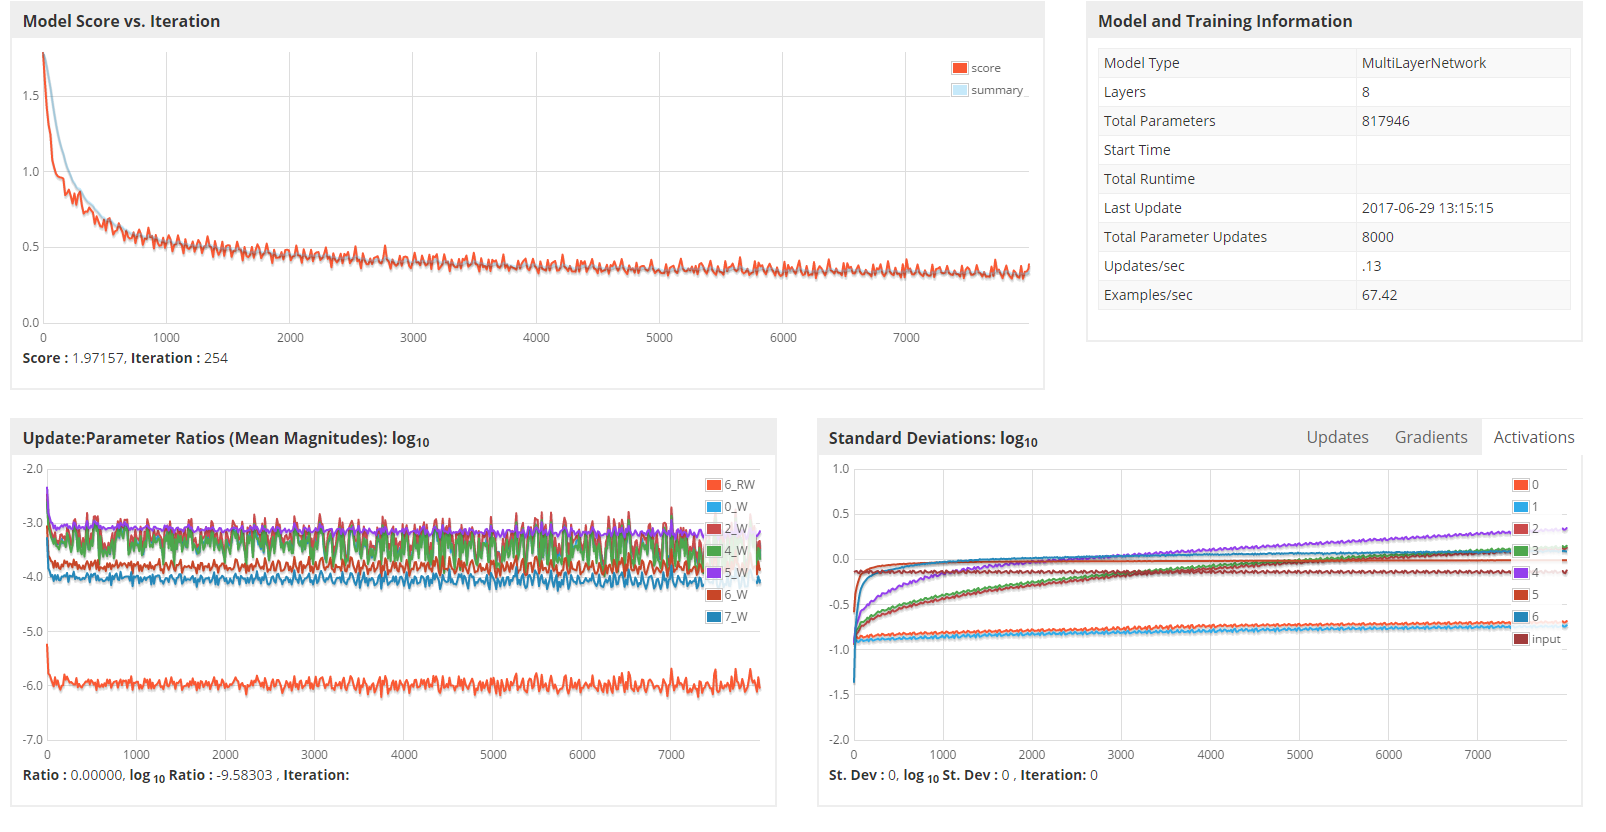 Model Score vs. Iteration
score
summary
1.5
1.0
0.5
0.0
0 1000 2000 3000 4000 5000 6000 7000
Score : 1.97157, Iteration : 254
Model and Training Information
Model Type MultiLayerNetwork
Layers 8
Total Parameters 817946
Start Time
Total Runtime
Last Update 2017-06-29 13:15:15
Total Parameter Updates 8000
Updates/sec .13
Examples/sec 67.42
Update:Parameter Ratios (Mean Magnitudes): log10
-2.0
-3.0
-4.0
-5.0
-6.0
-7.0
6_RW
0_W
2_W
4_W
5_W
6_W
7_W
0 1000 2000 3000 4000 5000 6000 7000
Ratio : 0.00000, log 10 Ratio : -9.58303 , Iteration:
Standard Deviations: log10 Updates Gradients Activations
1.0
0.5
0.0
-0.5
-1.0
-1.5
-2.0
0
1
2
3
4
5
6
input
0 1000 2000 3000 4000 5000 6000 7000
St. Dev : 0, log 10 St. Dev : 0 , Iteration: 0